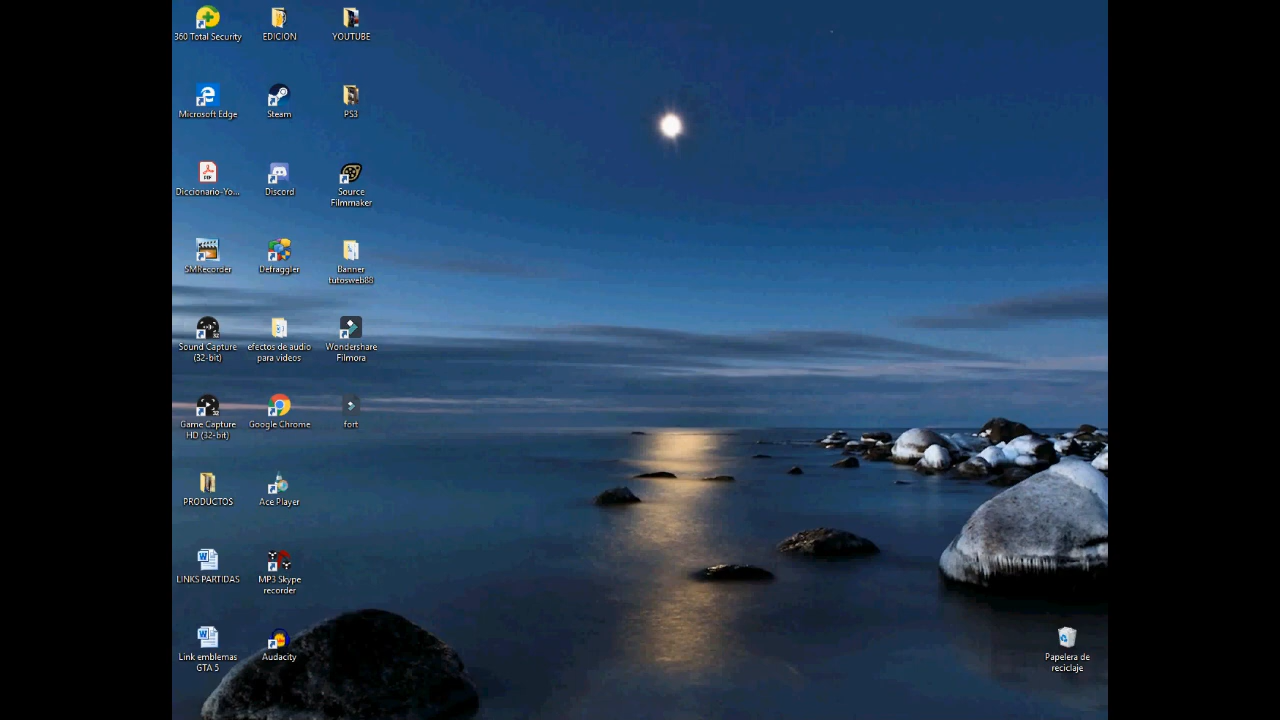 360 Total Security
EDICION
YOUTUBE
Microsoft Edge
Steam
PS3
Diccionario-Yo...
Discord
Source
Filmmaker
SMRecorder
Defraggler
Banner
tutosweb88
Sound Capture
(32-bit)
efectos de audio
para videos
Wondershare
Filmora
Game Capture
HD (32-bit)
Google Chrome
fort
PRODUCTOS
Ace Player
LINKS PARTIDAS
MP3 Skype
recorder
Link emblemas
GTA 5
Audacity
Papelera de
reciclaje